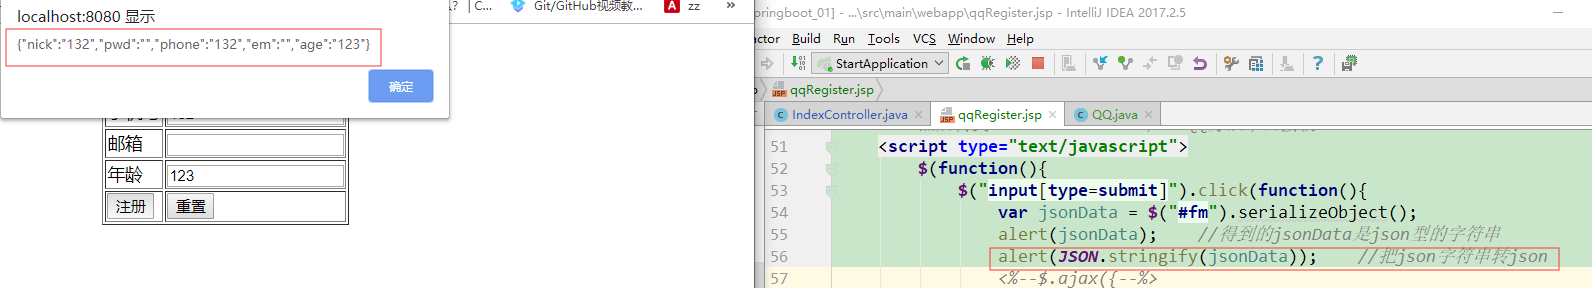 localhost:8080 显示
{"nick":"132","pwd":"","phone":"132","em":"","age":"123"}
确定
? | C...
Git/GitHub视频教...
A zz
»
邮箱
年龄 123
注册 重置
pringboot_01] - ...\src\main\webapp\qqRegister.jsp - IntelliJ IDEA 2017.2.5
actor Build Run Tools VCS Window Help
StartApplication
qqRegister.jsp
IndexController.java qqRegister.jsp QQ.java
51 <script type="text/javascript">
52 $(function(){
53 $("input[type=submit]").click(function(){
54 var jsonData = $("#fm").serializeObject();
55 alert(jsonData); //得到的jsonData是json型的字符串
56 alert(JSON.stringify(jsonData)); //把json字符串转json
57 <%--$.ajax({--%>